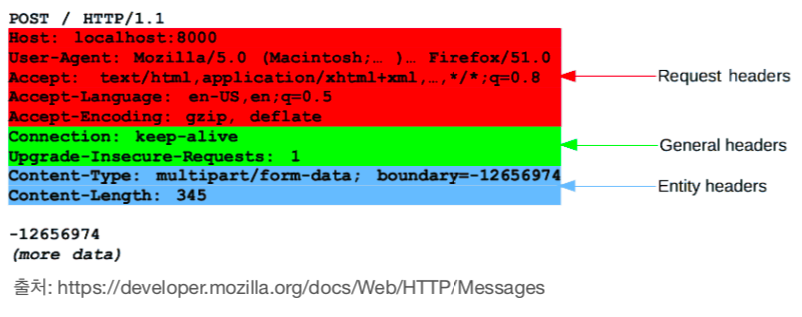 POST / HTTP/1.1
Host: localhost:8000
User-Agent: Mozilla/5.0 (Macintosh;… )… Firefox/51.0
Accept: text/html,application/xhtml+xml,…,*/*;q=0.8
Request headers
Accept-Language: en-US,en;q=0.5
Accept-Encoding: gzip, deflate
Connection: keep-alive
General headers
Upgrade-Insecure-Requests: 1
Content-Type: multipart/form-data; boundary=-12656974
Entity headers
Content-Length: 345
-12656974
(more data)
출처: https://developer.mozilla.org/docs/Web/HTTP/Messages